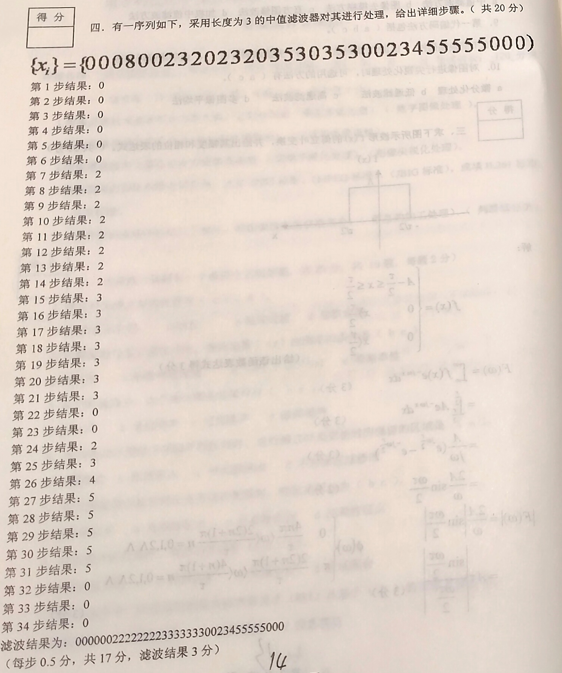 得 分
四．有一序列如下，采用长度为 3 的中值滤波器对其进行处理，给出详细步骤。（ 共 20 分）
{xᵢ}={000800232023203530353002345555000}
第 1 步结果：0
第 2 步结果：0
第 3 步结果：0
第 4 步结果：0
第 5 步结果：0
第 6 步结果：0
第 7 步结果：2
第 8 步结果：2
第 9 步结果：2
第 10 步结果：2
第 11 步结果：2
第 12 步结果：2
第 13 步结果：2
第 14 步结果：2
第 15 步结果：3
第 16 步结果：3
第 17 步结果：3
第 18 步结果：3
第 19 步结果：3
第 20 步结果：3
第 21 步结果：3
第 22 步结果：0
第 23 步结果：0
第 24 步结果：2
第 25 步结果：3
第 26 步结果：4
第 27 步结果：5
第 28 步结果：5
第 29 步结果：5
第 30 步结果：5
第 31 步结果：5
第 32 步结果：0
第 33 步结果：0
第 34 步结果：0
滤波结果为：0000002222222233333330023455555000
（每步 0.5 分，共 17 分，滤波结果 3 分）
14